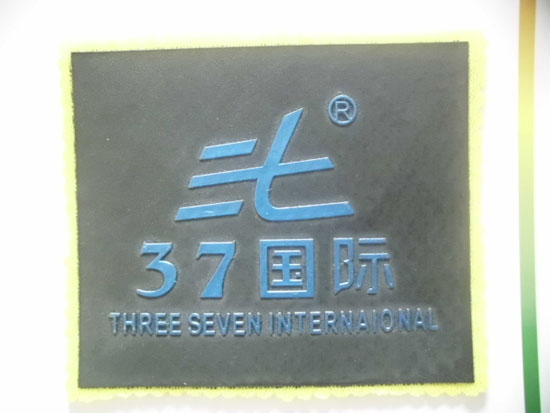 三七®
37国际
THREE SEVEN INTERNAIONAL